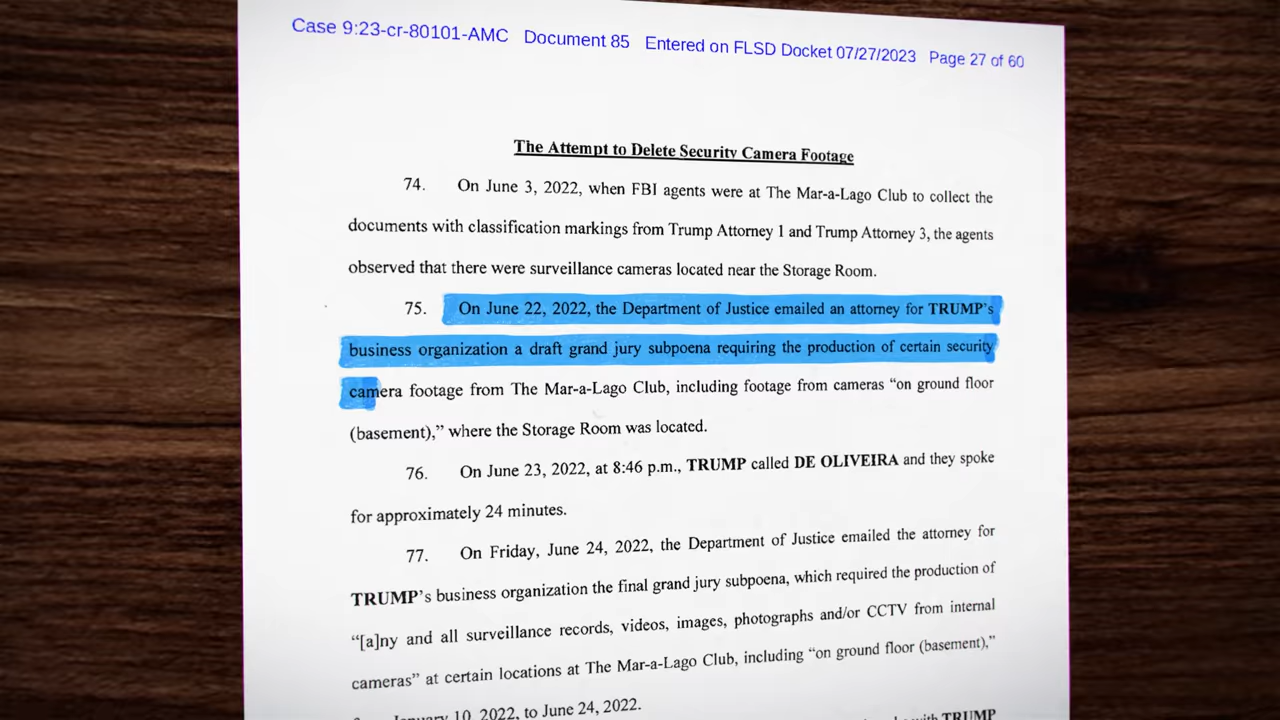 Case 9:23-cr-80101-AMC Document 85 Entered on FLSD Docket 07/27/2023 Page 27 of 60
The Attempt to Delete Security Camera Footage
74. On June 3, 2022, when FBI agents were at The Mar-a-Lago Club to collect the
documents with classification markings from Trump Attorney 1 and Trump Attorney 3, the agents
observed that there were surveillance cameras located near the Storage Room.
75. On June 22, 2022, the Department of Justice emailed an attorney for TRUMP's
business organization a draft grand jury subpoena requiring the production of certain security
camera footage from The Mar-a-Lago Club, including footage from cameras “on ground floor
(basement),” where the Storage Room was located.
76. On June 23, 2022, at 8:46 p.m., TRUMP called DE OLIVEIRA and they spoke
for approximately 24 minutes.
77. On Friday, June 24, 2022, the Department of Justice emailed the attorney for
TRUMP's business organization the final grand jury subpoena, which required the production of
“[a]ny and all surveillance records, videos, images, photographs and/or CCTV from internal
cameras” at certain locations at The Mar-a-Lago Club, including “on ground floor (basement),”
January 10, 2022, to June 24, 2022.
with TRUMP